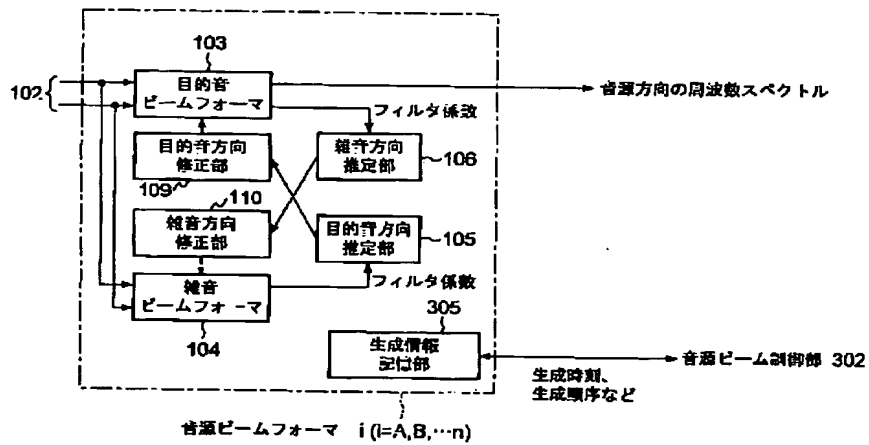 103
102
目的音
ビームフォーマ
音源方向の周波数スペクトル
フィルタ係数
目的音方向
修正部
雑音方向
推定部
106
109
110
雑音方向
修正部
目的音方向
推定部
105
雑音
ビームフォーマ
フィルタ係数
104
305
生成情報
記憶部
音源ビーム制御部 302
生成時刻、
生成順序など
音源ビームフォーマ i (i=A,B,…n)